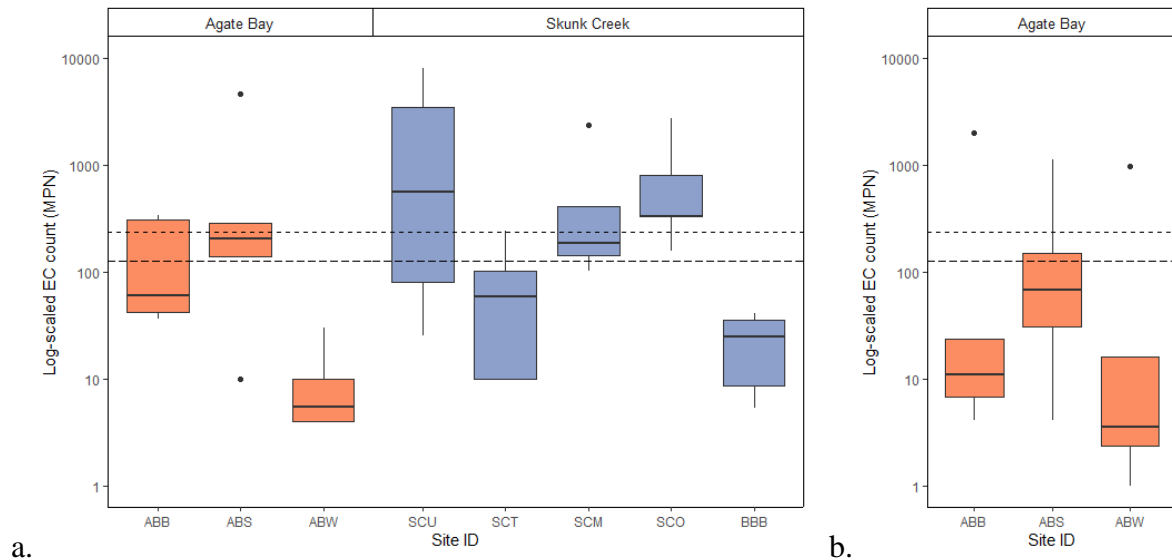 Agate Bay
Skunk Creek
Log-scaled EC count (MPN)
10000
1000
100
10
1
ABB ABS ABW SCU SCT SCM SCO BBB
Site ID
a.
Agate Bay
Log-scaled EC count (MPN)
10000
1000
100
10
1
ABB ABS ABW
Site ID
b.